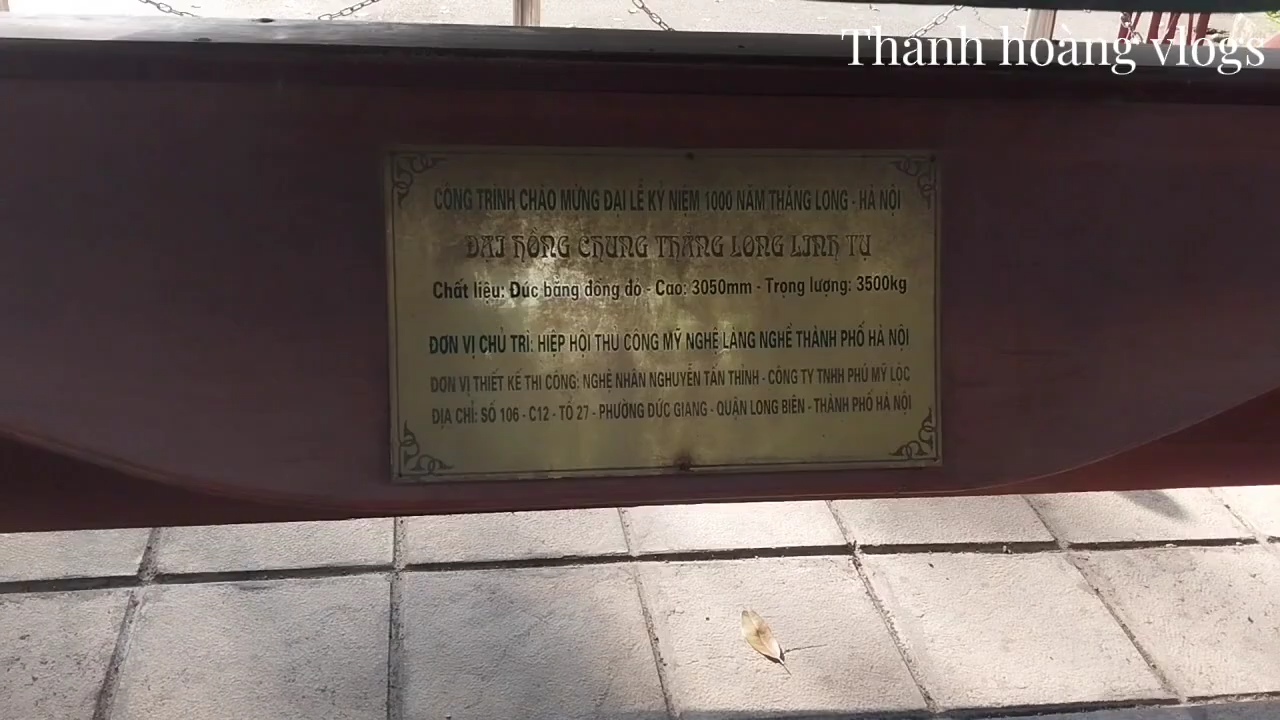 Thanh hoàng vlogs
CÔNG TRÌNH CHÀO MỪNG ĐẠI LỄ KỶ NIỆM 1000 NĂM THĂNG LONG - HÀ NỘI
ĐẠI HỒNG CHUNG THĂNG LONG LINH TỰ
Chất liệu: Đúc bằng đồng đỏ - Cao: 3050mm - Trọng lượng: 3500kg
ĐƠN VỊ CHỦ TRÌ: HIỆP HỘI THỦ CÔNG MỸ NGHỆ LÀNG NGHỀ THÀNH PHỐ HÀ NỘI
ĐƠN VỊ THIẾT KẾ THI CÔNG: NGHỆ NHÂN NGHUYỄN TẤN THỈNH - CÔNG TY TNHH PHÚ MỸ LỘC
ĐỊA CHỈ: SỐ 106 - C12 - TỔ 27 - PHƯỜNG ĐỨC GIANG - QUẬN LONG BIÊN - THÀNH PHỐ HÀ NỘI